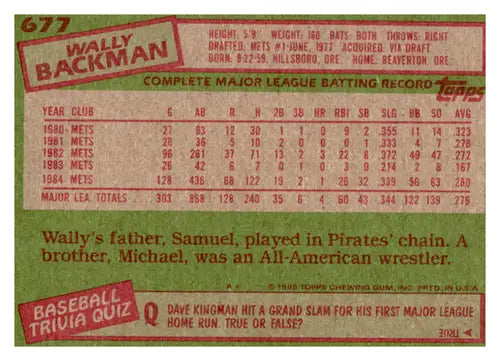 677
WALLY
BACKMAN
HEIGHT: 5'9" WEIGHT: 160 BATS: BOTH THROWS: RIGHT
DRAFTED: METS #1-JUNE, 1977 ACQUIRED: VIA DRAFT
BORN: 9-22-59, HILLSBORO, ORE HOME: BEAVERTON, ORE.
COMPLETE MAJOR LEAGUE BATTING RECORD Topps
YEAR CLUB G AB R H 2B 3B HR RBI SB SLG BB SO AVG.
1980 METS 27 93 12 30 1 1 0 9 2 .355 11 14 .323
1981 METS 26 36 5 10 2 0 0 0 1 .333 4 7 .278
1982 METS 96 261 37 71 13 2 3 22 8 .372 49 47 .272
1983 METS 26 42 6 7 0 1 0 3 0 .214 2 8 .167
1984 METS 128 436 68 122 19 2 1 26 32 .339 56 63 .280
MAJOR LEA. TOTALS 303 868 128 240 35 6 4 60 43 .344 122 139 .276
Wally's father, Samuel, played in Pirates' chain. A
brother, Michael, was an All-American wrestler.
A* © 1985 TOPPS CHEWING GUM, INC. PRTD. IN U.S.A.
BASEBALL
TRIVIA QUIZ
Q DAVE KINGMAN HIT A GRAND SLAM FOR HIS FIRST MAJOR LEAGUE
HOME RUN. TRUE OR FALSE?
A TRUE